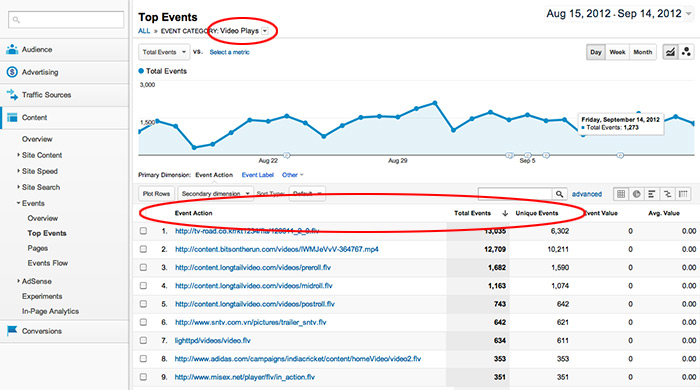 Top Events
Aug 15, 2012 - Sep 14, 2012
ALL » EVENT CATEGORY: Video Plays
Total Events vs. Select a metric
Day Week Month
Total Events
3,000
1,500
Friday, September 14, 2012
Total Events: 1,273
Aug 22 Aug 29 Sep 5
Primary Dimension: Event Action Event Label Other
Plot Rows Secondary dimension Sort Type: Default advanced
Event Action Total Events Unique Events Event Value Avg. Value
1. 13,035 6,302 0 0.00
2. http://content.bitsontherun.com/videos/lWMJeVvV-364767.mp4 12,709 10,211 0 0.00
3. http://content.longtailvideo.com/videos/preroll.flv 1,682 1,590 0 0.00
4. http://content.longtailvideo.com/videos/midroll.flv 1,163 1,074 0 0.00
5. http://content.longtailvideo.com/videos/postroll.flv 743 642 0 0.00
6. http://www.sntv.com.vn/pictures/trailer_sntv.flv 642 621 0 0.00
7. lighttpd/videos/video.flv 634 611 0 0.00
8. http://www.adidas.com/campaigns/indiacricket/content/homeVideo/video2.flv 353 353 0 0.00
9. http://www.misex.net/player/flv/in_action.flv 351 351 0 0.00
Audience
Advertising
Traffic Sources
Content
Overview
Site Content
Site Speed
Site Search
Events
Overview
Top Events
Pages
Events Flow
AdSense
Experiments
In-Page Analytics
Conversions